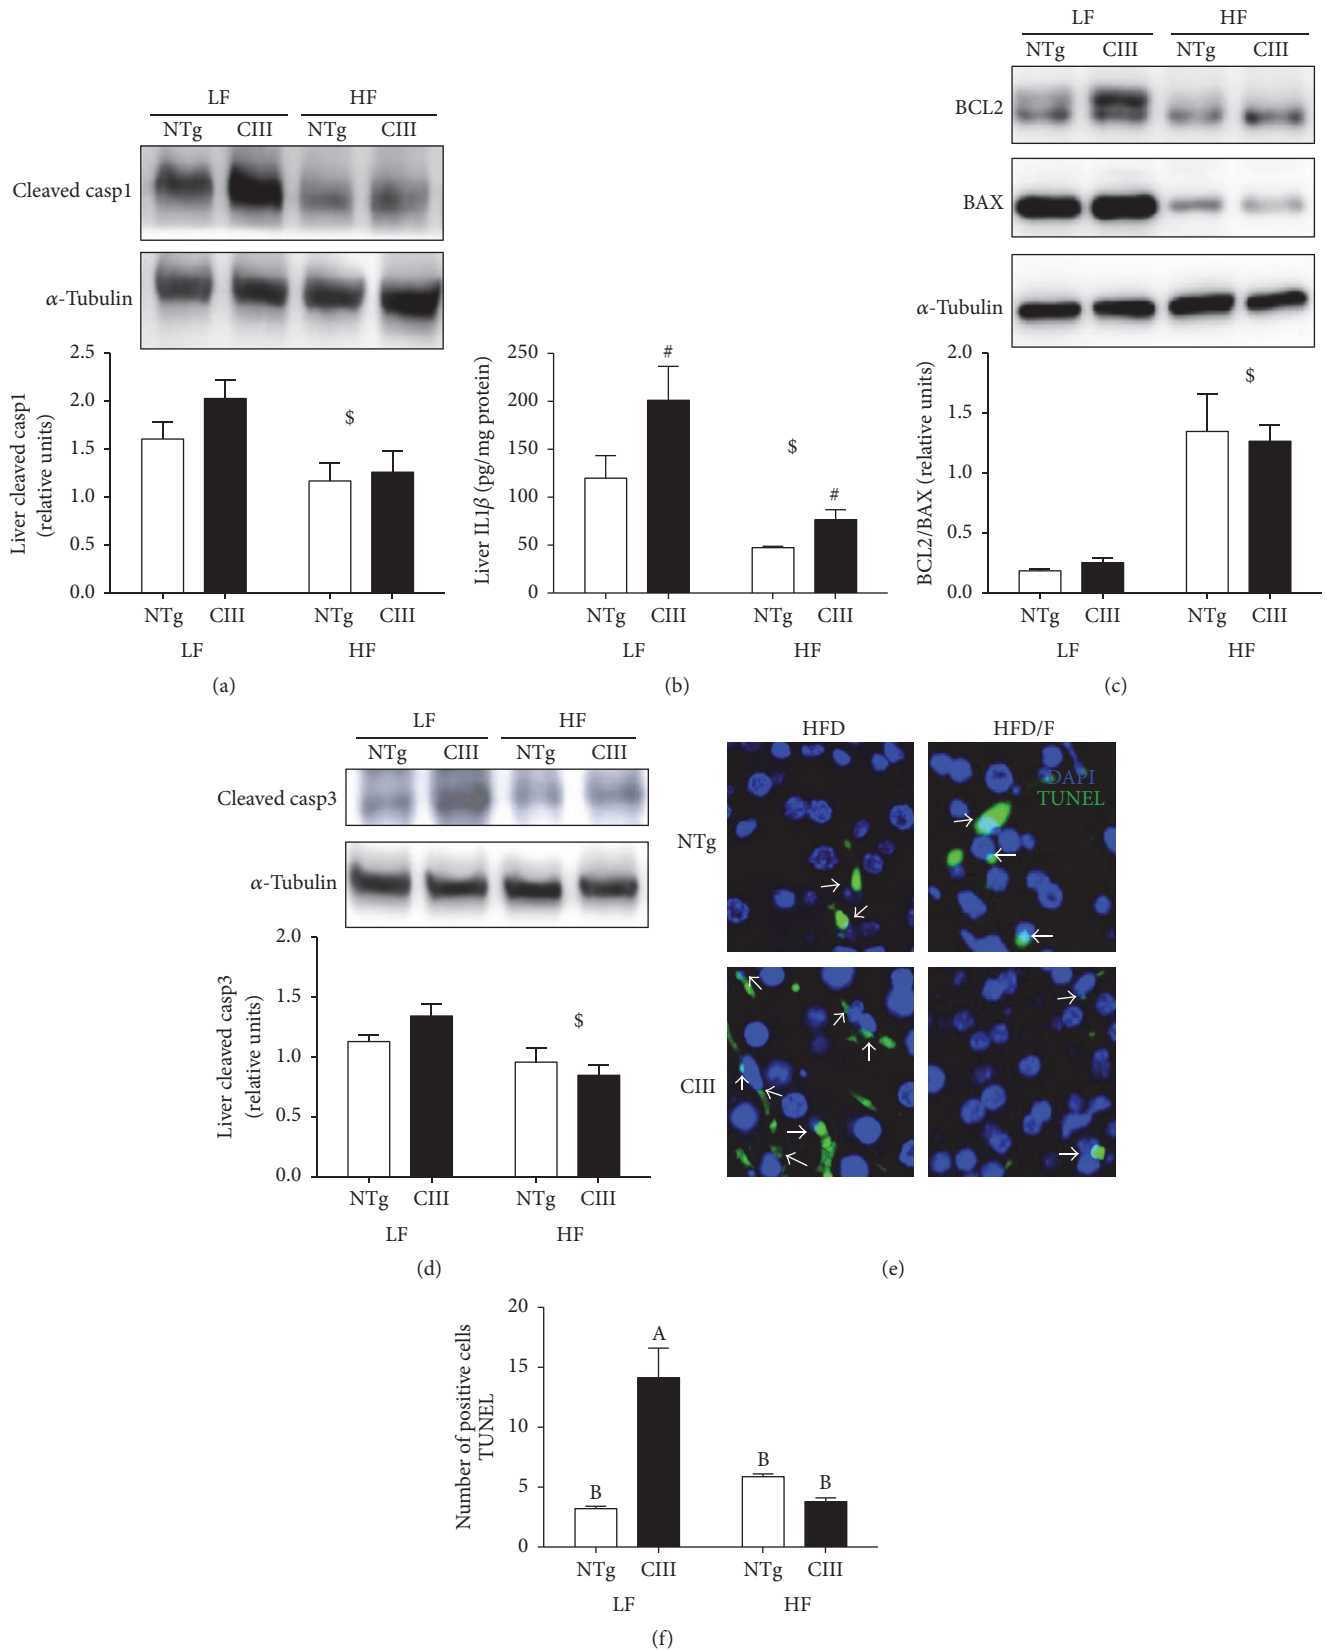 LF HF
NTg CIII NTg CIII
Cleaved casp1
α-Tubulin
Liver cleaved casp1
(relative units)
2.5
2.0
1.5
1.0
0.5
0.0
$
NTg CIII NTg CIII
LF HF
(a)
Liver IL1β (pg/mg protein)
250
200
150
100
50
0
#
$
#
NTg CIII NTg CIII
LF HF
(b)
LF HF
NTg CIII NTg CIII
BCL2
BAX
α-Tubulin
BCL2/BAX (relative units)
2.0
1.5
1.0
0.5
0.0
$
NTg CIII NTg CIII
LF HF
(c)
LF HF
NTg CIII NTg CIII
Cleaved casp3
α-Tubulin
Liver cleaved casp3
(relative units)
2.0
1.5
1.0
0.5
0.0
$
NTg CIII NTg CIII
LF HF
(d)
HFD HFD/F
DAPI
TUNEL
NTg
CIII
(e)
Number of positive cells
TUNEL
20
15
10
5
0
B A B B
NTg CIII NTg CIII
LF HF
(f)